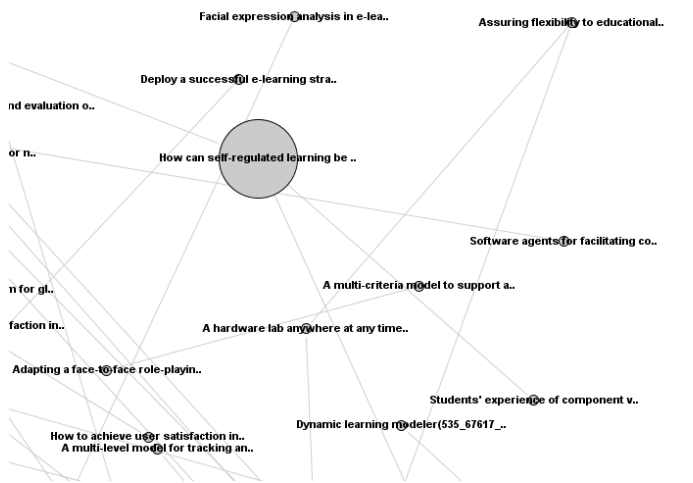 Facial expression analysis in e-lea..
Assuring flexibility to educational..
Deploy a successful e-learning stra..
nd evaluation o..
or n..
How can self-regulated learning be ..
Software agents for facilitating co..
A multi-criteria model to support a..
m for gl..
faction in..
A hardware lab anywhere at any time..
Adapting a face-to-face role-playin..
Students' experience of component v..
Dynamic learning modeler(535_67617_..
How to achieve user satisfaction in..
A multi-level model for tracking an..